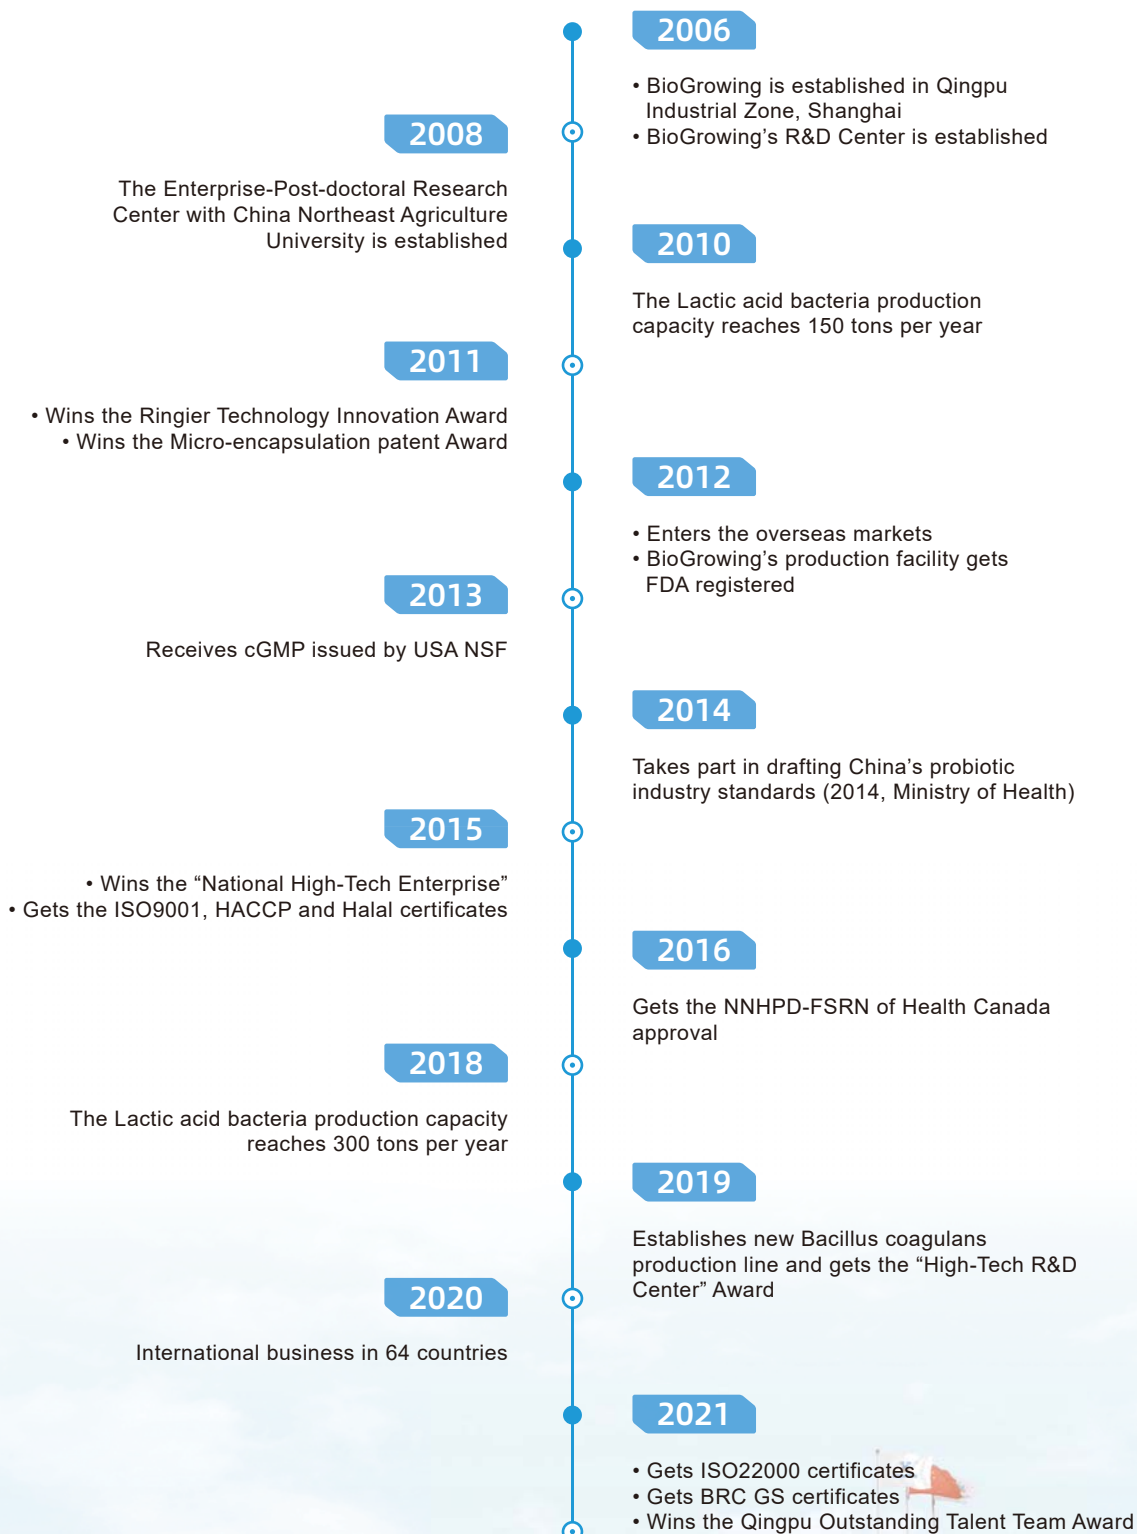 2006
• BioGrowing is established in Qingpu
Industrial Zone, Shanghai
• BioGrowing’s R&D Center is established
2008
The Enterprise-Post-doctoral Research
Center with China Northeast Agriculture
University is established
2010
The Lactic acid bacteria production
capacity reaches 150 tons per year
2011
• Wins the Ringier Technology Innovation Award
• Wins the Micro-encapsulation patent Award
2012
• Enters the overseas markets
• BioGrowing’s production facility gets
FDA registered
2013
Receives cGMP issued by USA NSF
2014
Takes part in drafting China’s probiotic
industry standards (2014, Ministry of Health)
2015
• Wins the “National High-Tech Enterprise”
• Gets the ISO9001, HACCP and Halal certificates
2016
Gets the NNHPD-FSRN of Health Canada
approval
2018
The Lactic acid bacteria production capacity
reaches 300 tons per year
2019
Establishes new Bacillus coagulans
production line and gets the “High-Tech R&D
Center” Award
2020
International business in 64 countries
2021
• Gets ISO22000 certificates
• Gets BRC GS certificates
• Wins the Qingpu Outstanding Talent Team Award